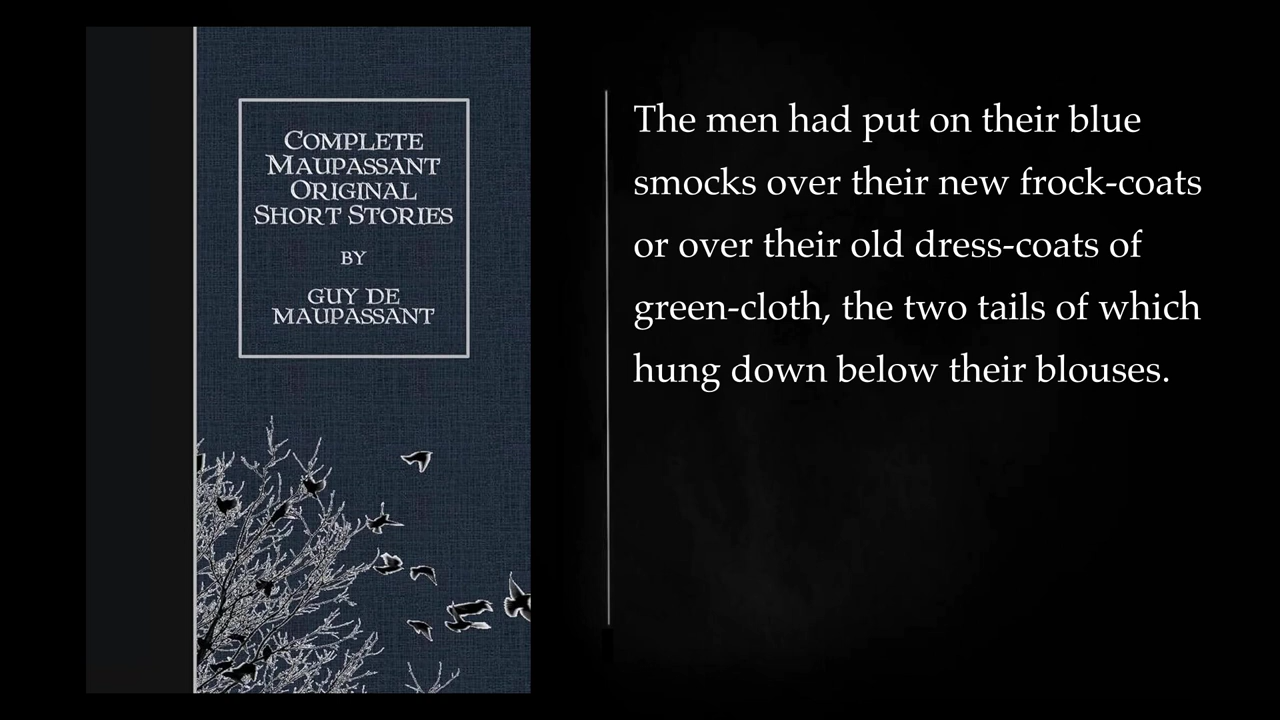 COMPLETE
MAUPASSANT
ORIGINAL
SHORT STORIES
BY
GUY DE
MAUPASSANT
The men had put on their blue
smocks over their new frock-coats
or over their old dress-coats of
green-cloth, the two tails of which
hung down below their blouses.